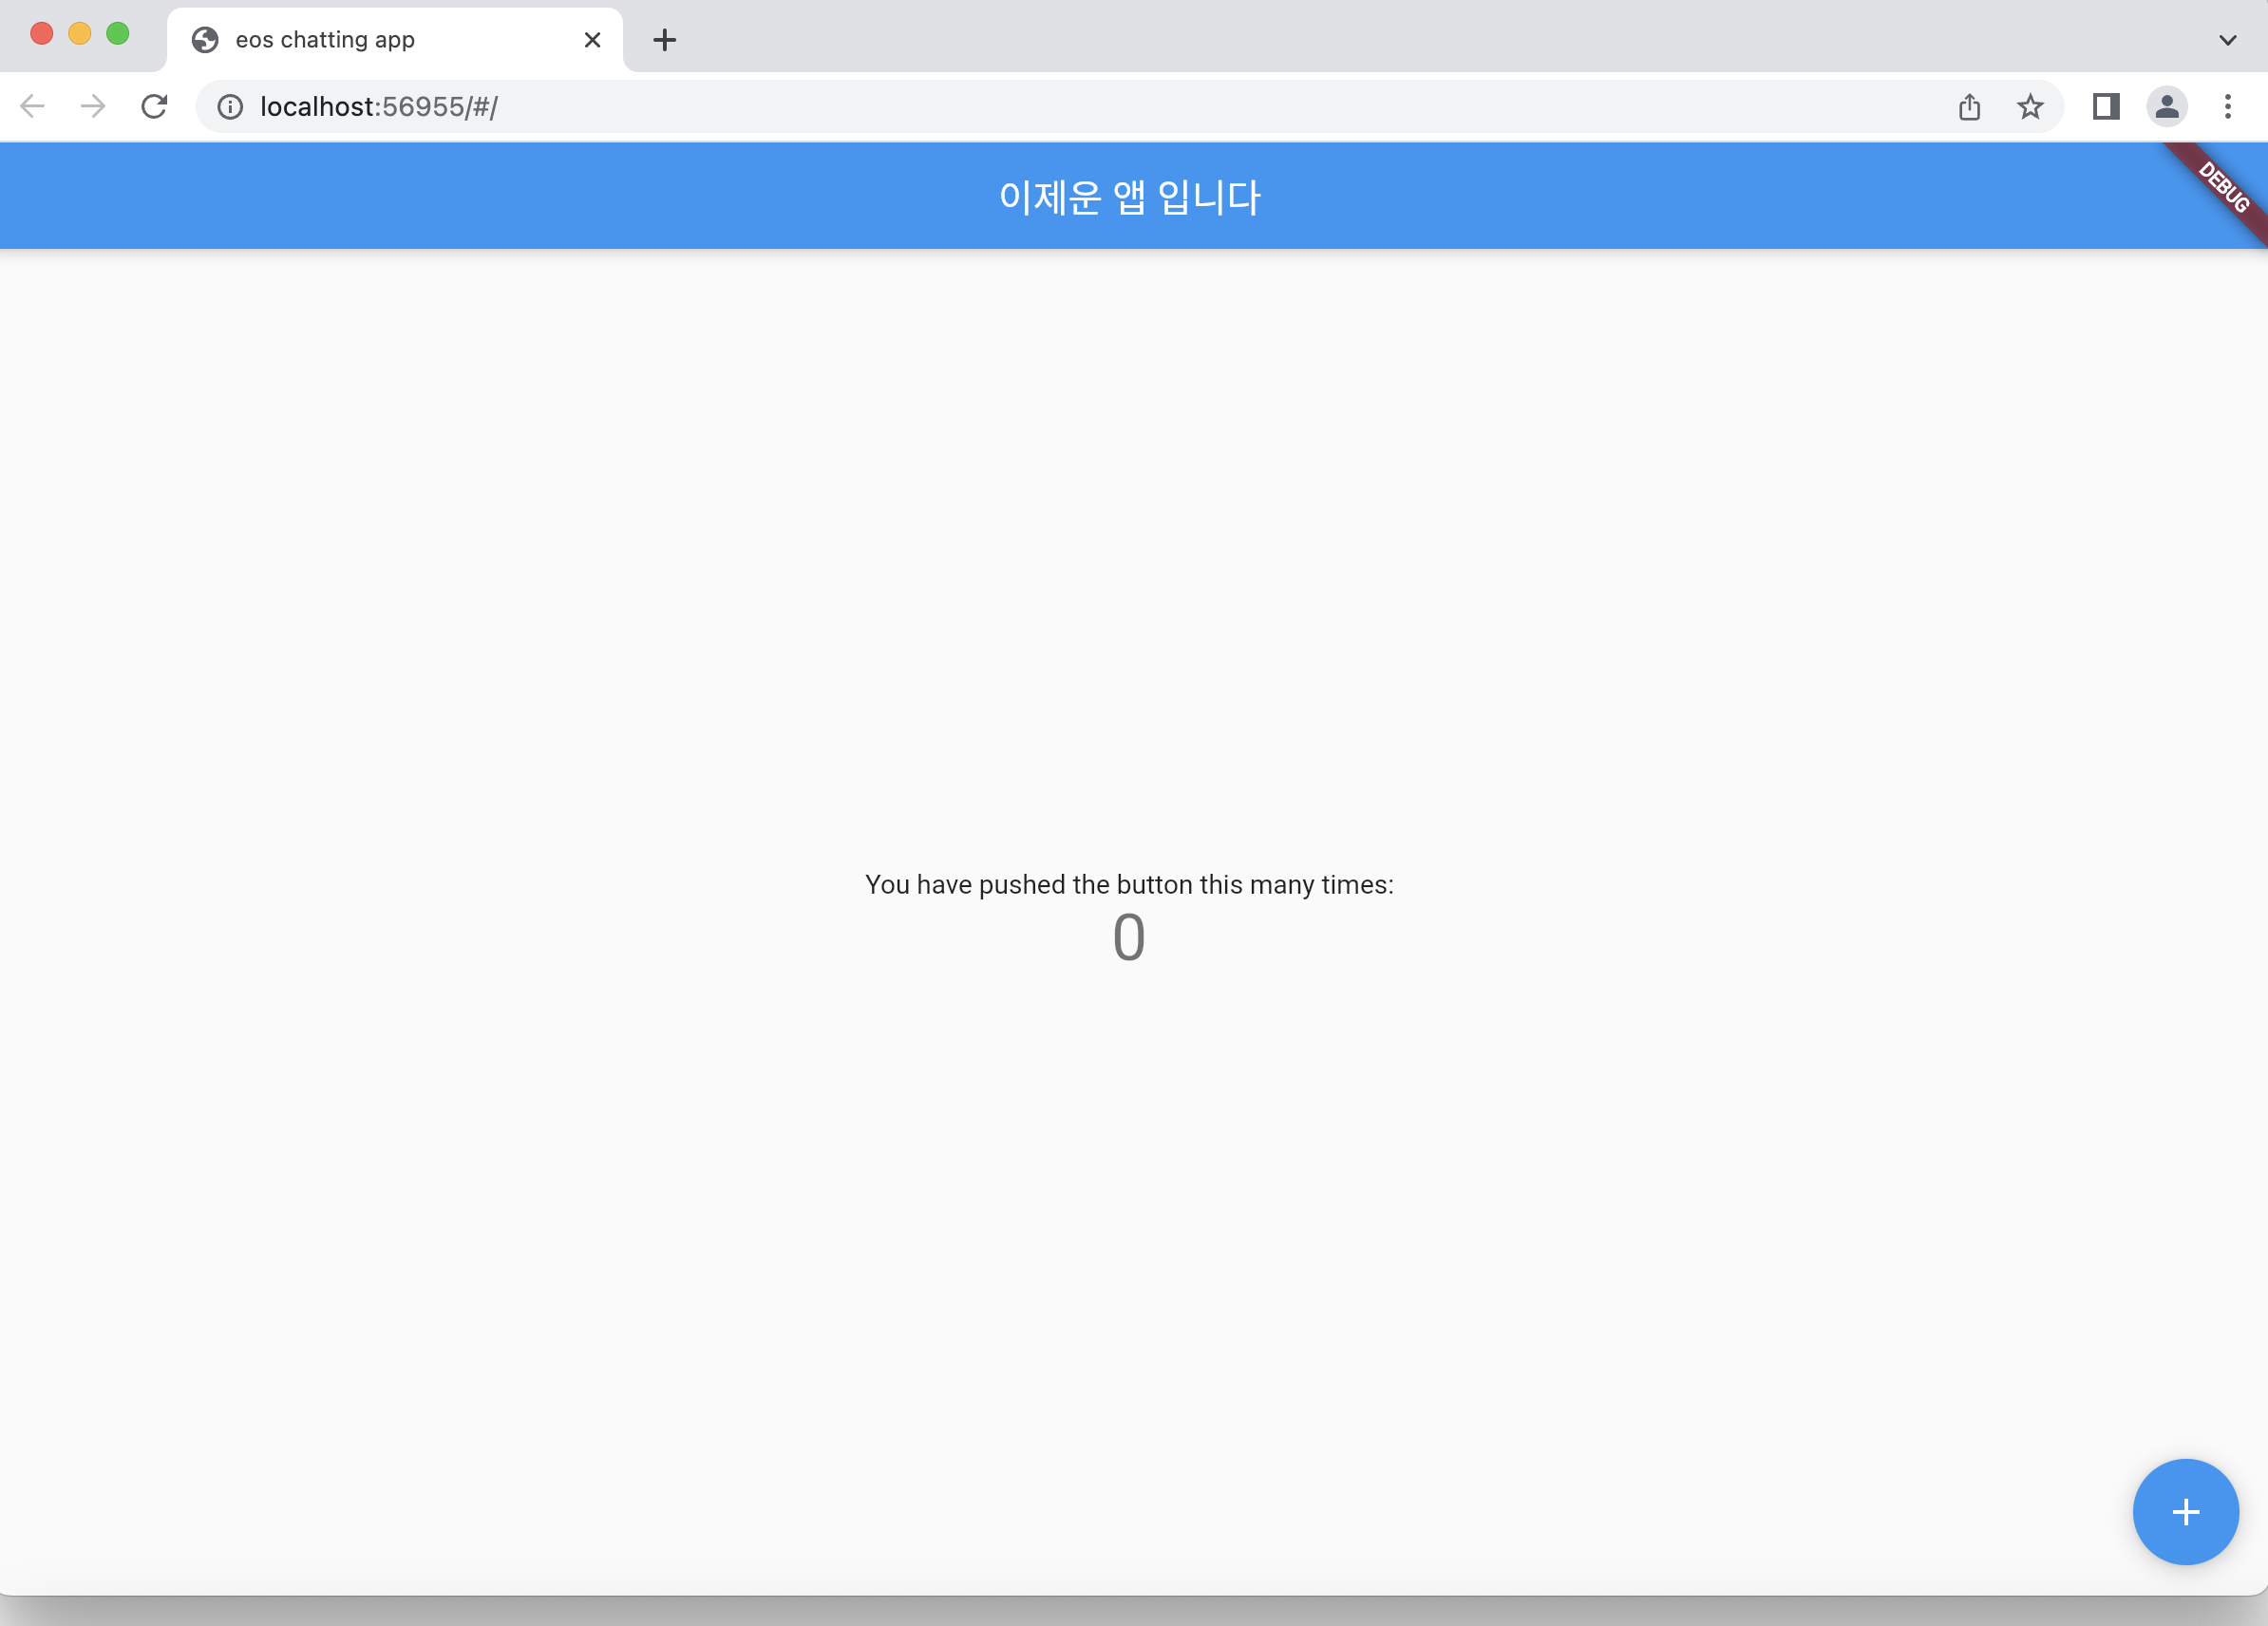 eos chatting app
localhost:56955/#/
이제운 앱 입니다
DEBUG
You have pushed the button this many times:
0